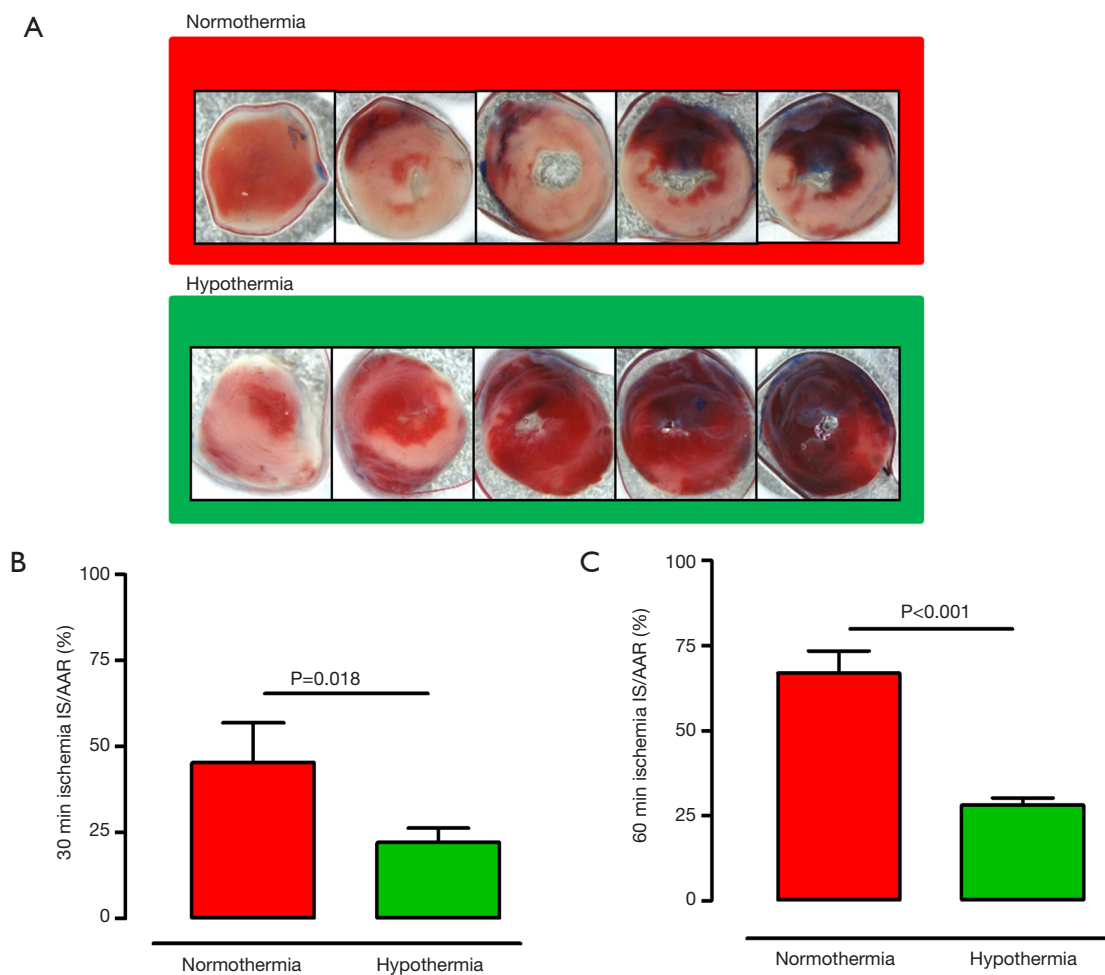 A
Normothermia
Hypothermia
B
30 min ischemia IS/AAR (%)
100
75
50
25
0
P=0.018
Normothermia
Hypothermia
C
60 min ischemia IS/AAR (%)
100
75
50
25
0
P<0.001
Normothermia
Hypothermia